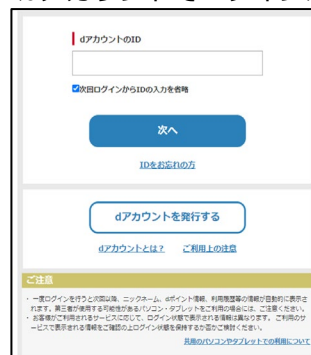 dアカウントのID
次回ログインからIDの入力を省略
次へ
IDをお忘れの方
dアカウントを発行する
dアカウントとは？ ご利用上の注意
ご注意
・ 一度ログインを行うと次回以降、ニックネーム、dポイント情報、利用履歴等の情報が自動的に表示さ
れます。第三者が使用する可能性があるパソコン・タブレットをご利用の場合には、ご注意ください。
・ お客様がご利用されるサービスに応じて、ログイン状態で表示される情報は異なります。 ご利用のサ
ービスで表示される情報をご確認の上ログイン状態を保持するか否かご検討ください。
共用のパソコンやタブレットでの利用について